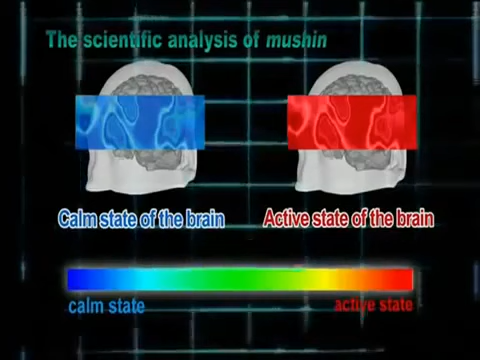 The scientific analysis of mushin
Calm state of the brain
Active state of the brain
calm state
active state